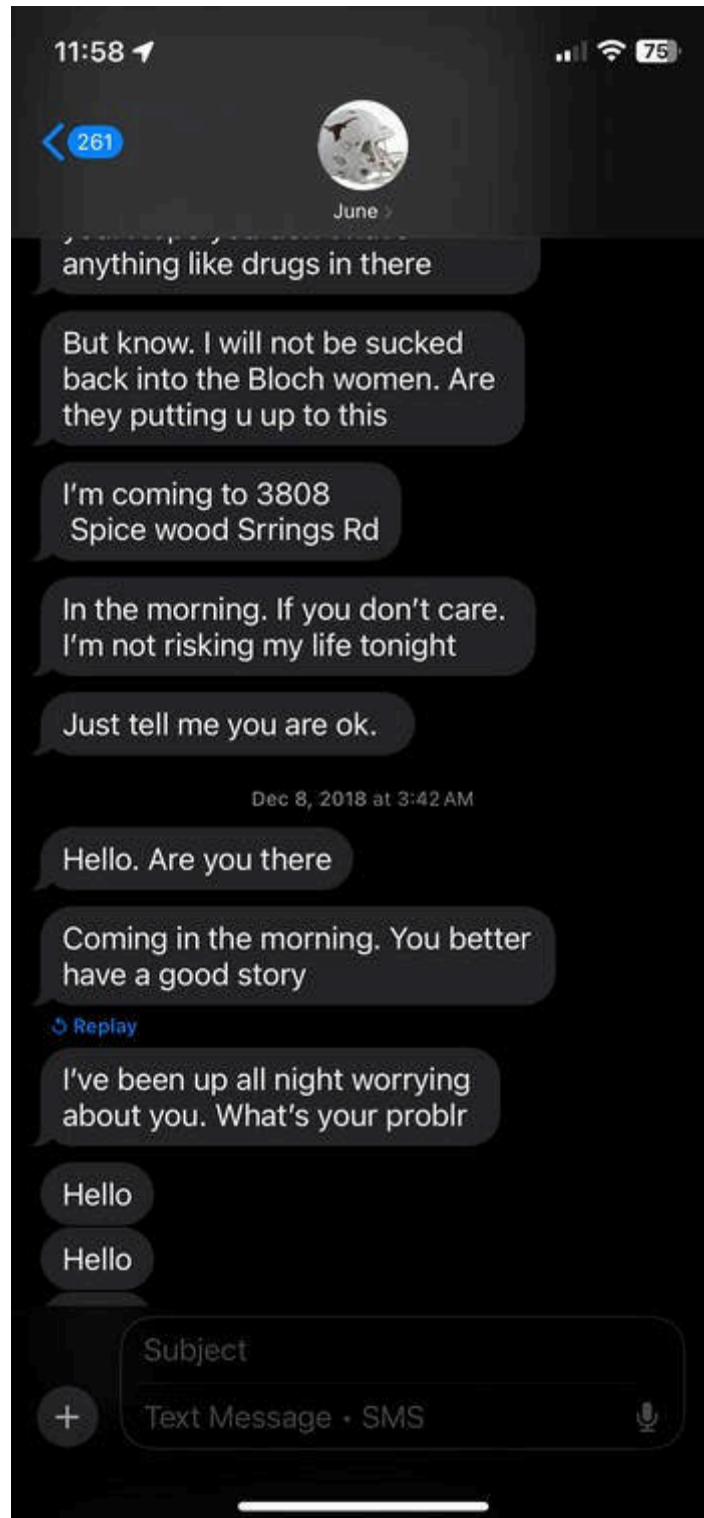 11:58
75
261
June
anything like drugs in there
But know. I will not be sucked
back into the Bloch women. Are
they putting u up to this
I'm coming to 3808
Spice wood Srrings Rd
In the morning. If you don't care.
I'm not risking my life tonight
Just tell me you are ok.
Dec 8, 2018 at 3:42 AM
Hello. Are you there
Coming in the morning. You better
have a good story
Replay
I've been up all night worrying
about you. What's your problr
Hello
Hello
Subject
Text Message • SMS